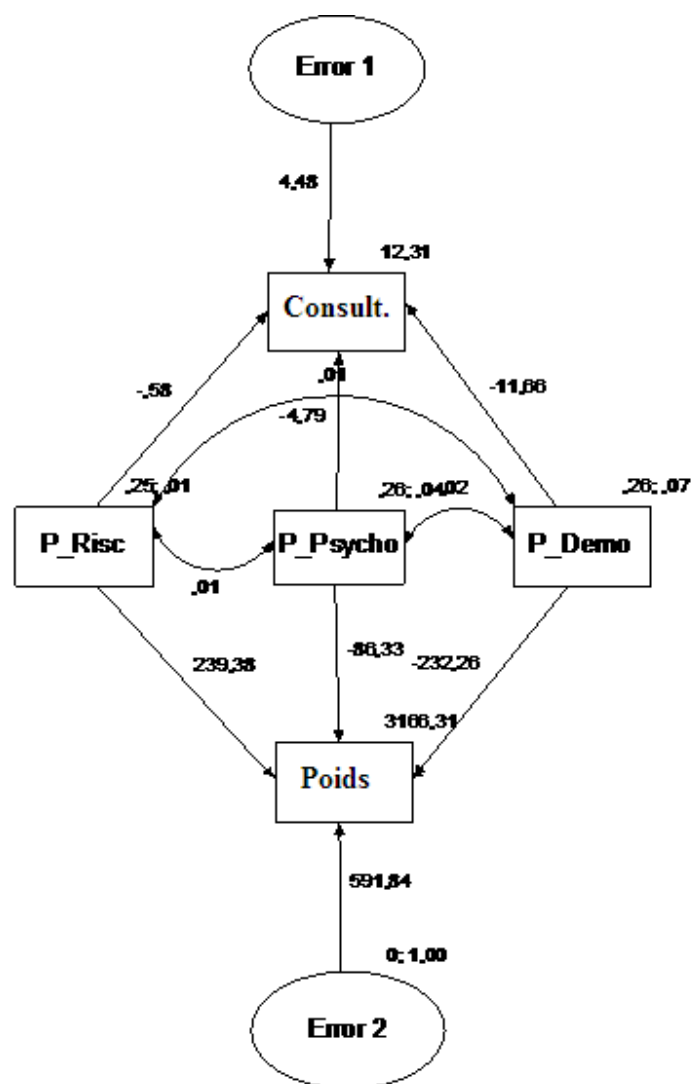 Error 1
4,48
12,31
Consult.
-,58
,01
-11,66
-4,79
,25; ,01
,26; ,04
,02
,26; ,07
P_Risc
P_Psycho
P_Demo
,01
239,38
-86,33
-232,26
3166,31
Poids
591,84
0; 1,00
Error 2